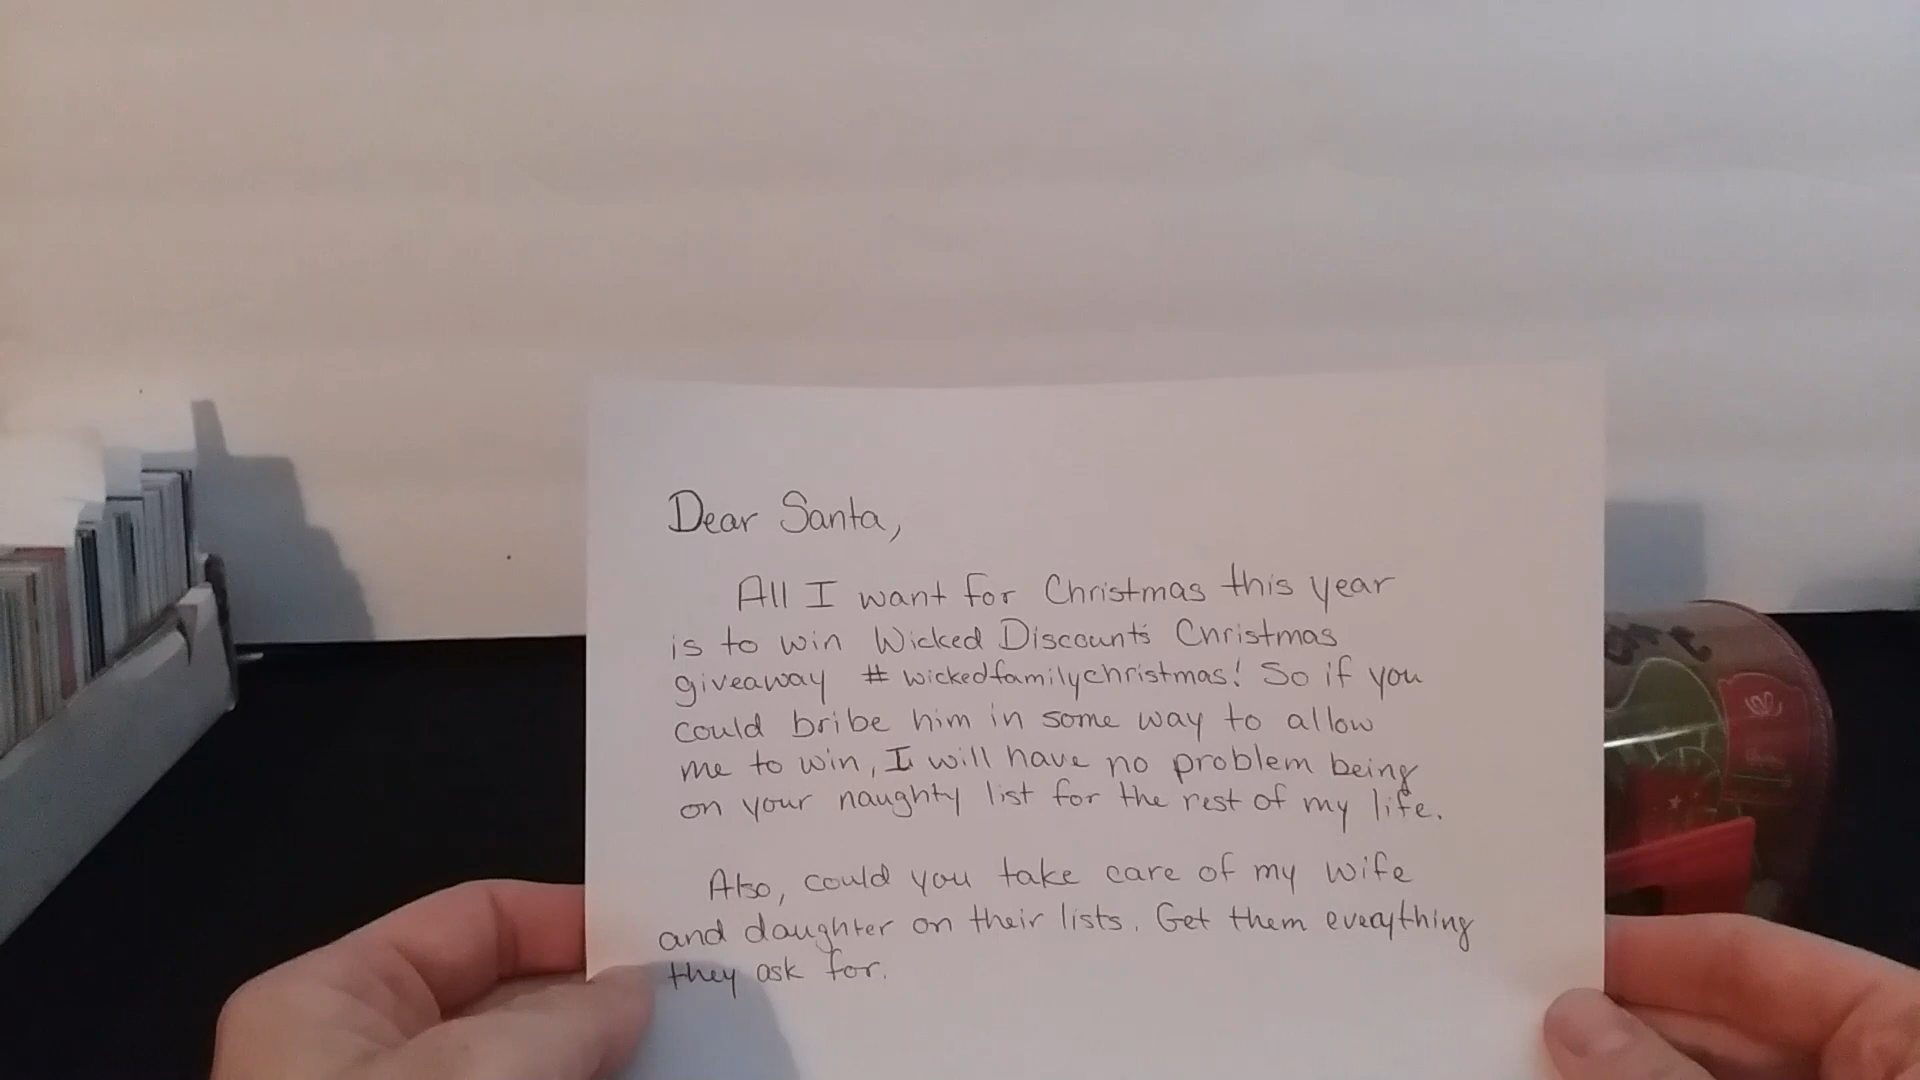 Dear Santa,
All I want for Christmas this year
is to win Wicked Discounts Christmas
giveaway #wickedfamilychristmas! So if you
could bribe him in some way to allow
me to win, I will have no problem being
on your naughty list for the rest of my life.
Also, could you take care of my wife
and daughter on their lists. Get them everything
they ask for.